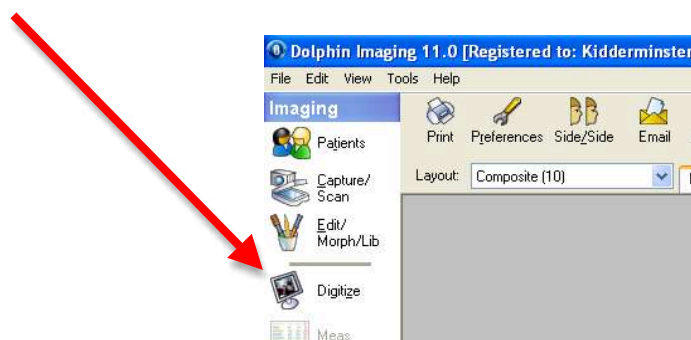 Dolphin Imaging 11.0 [Registered to: Kidderminster
File Edit View Tools Help
Imaging
Print Preferences Side/Side Email
Patients
Layout: Composite (10)
Capture/
Scan
Edit/
Morph/Lib
Digitize
Meas